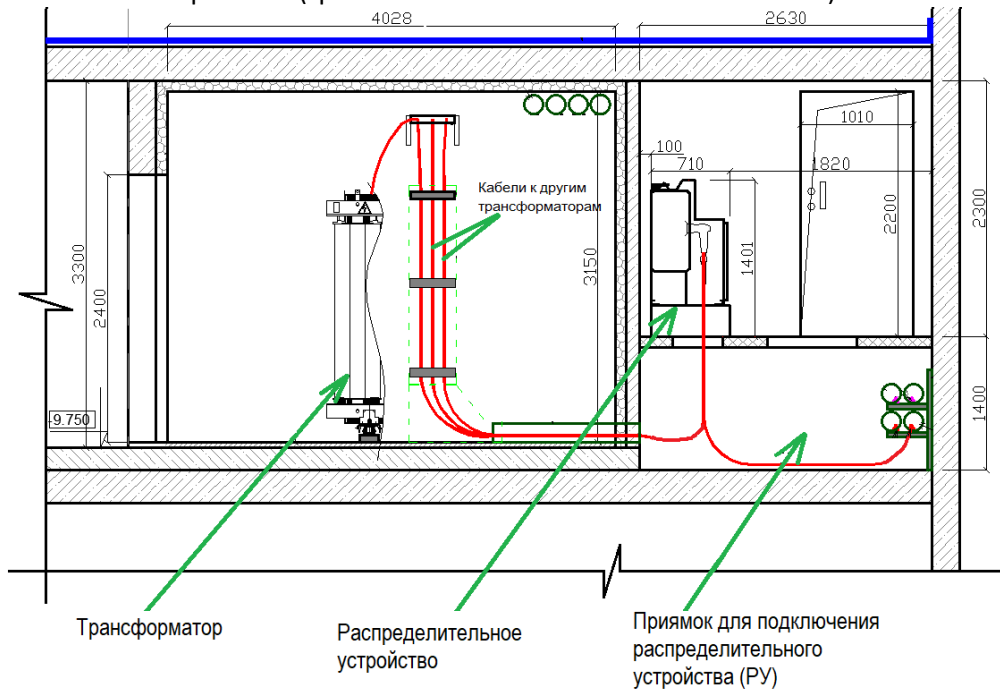 4028
2630
1010
100
710
1820
Кабели к другим
трансформаторам
3300
2400
3150
1401
2200
2300
1400
-9.750
Трансформатор
Распределительное
устройство
Приямок для подключения
распределительного
устройства (РУ)